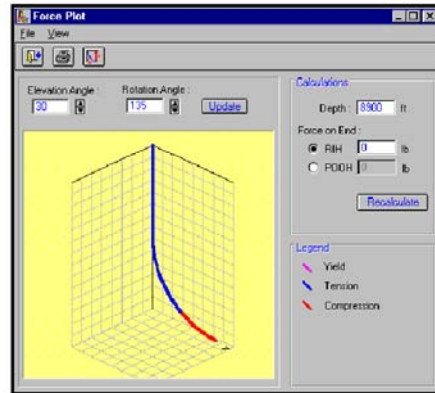 Force Plot
File View
Elevation Angle : Rotation Angle :
30 135 Update
Calculations
Depth : 8900 ft
Force on End :
RIH 0 lb
POOH 0 lb
Recalculate
Legend
Yield
Tension
Compression